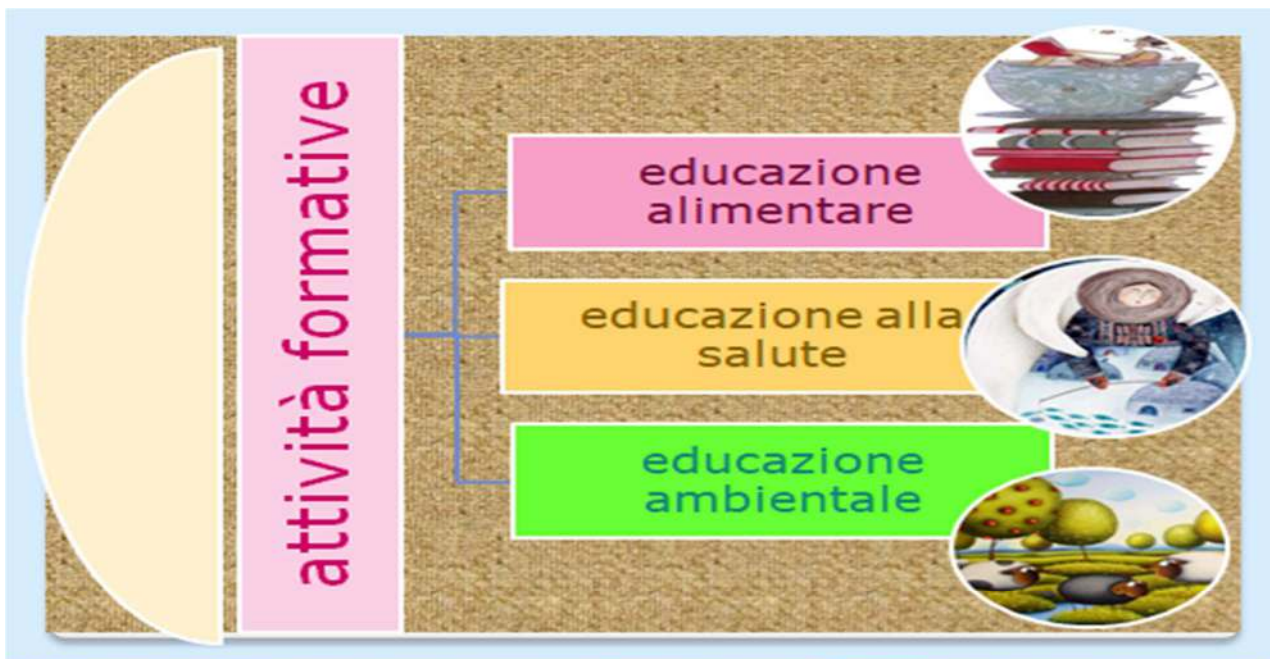 attività formative
educazione
alimentare
educazione alla
salute
educazione
ambientale